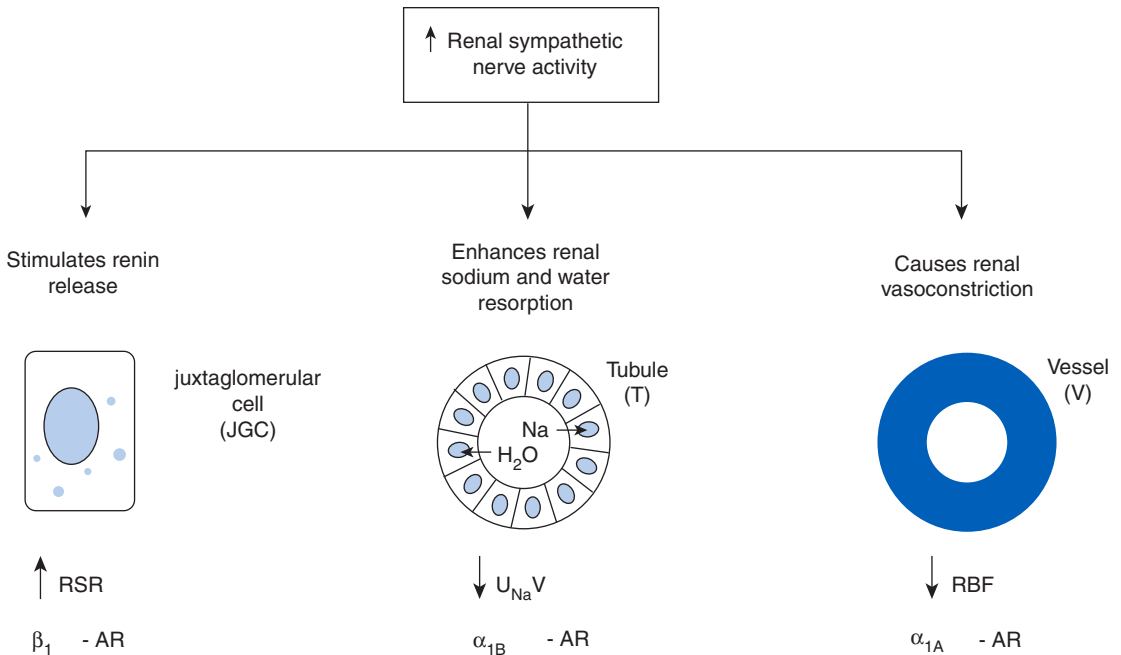 ↑ Renal sympathetic
nerve activity
Stimulates renin
release
Enhances renal
sodium and water
resorption
Causes renal
vasoconstriction
juxtaglomerular
cell
(JGC)
Tubule
(T)
Na
H₂O
Vessel
(V)
↑ RSR
↓ U_NaV
↓ RBF
β₁ - AR
α₁B - AR
α₁A - AR